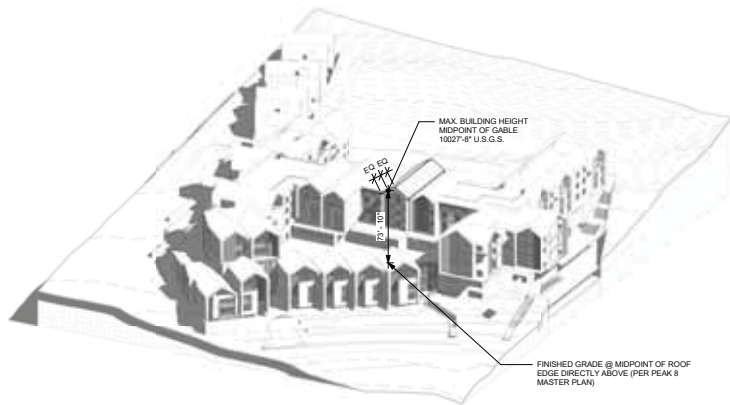 MAX. BUILDING HEIGHT
MIDPOINT OF GABLE
10027'-8" U.S.G.S.
EQ EQ
73' - 10"
FINISHED GRADE @ MIDPOINT OF ROOF
EDGE DIRECTLY ABOVE (PER PEAK 8
MASTER PLAN)